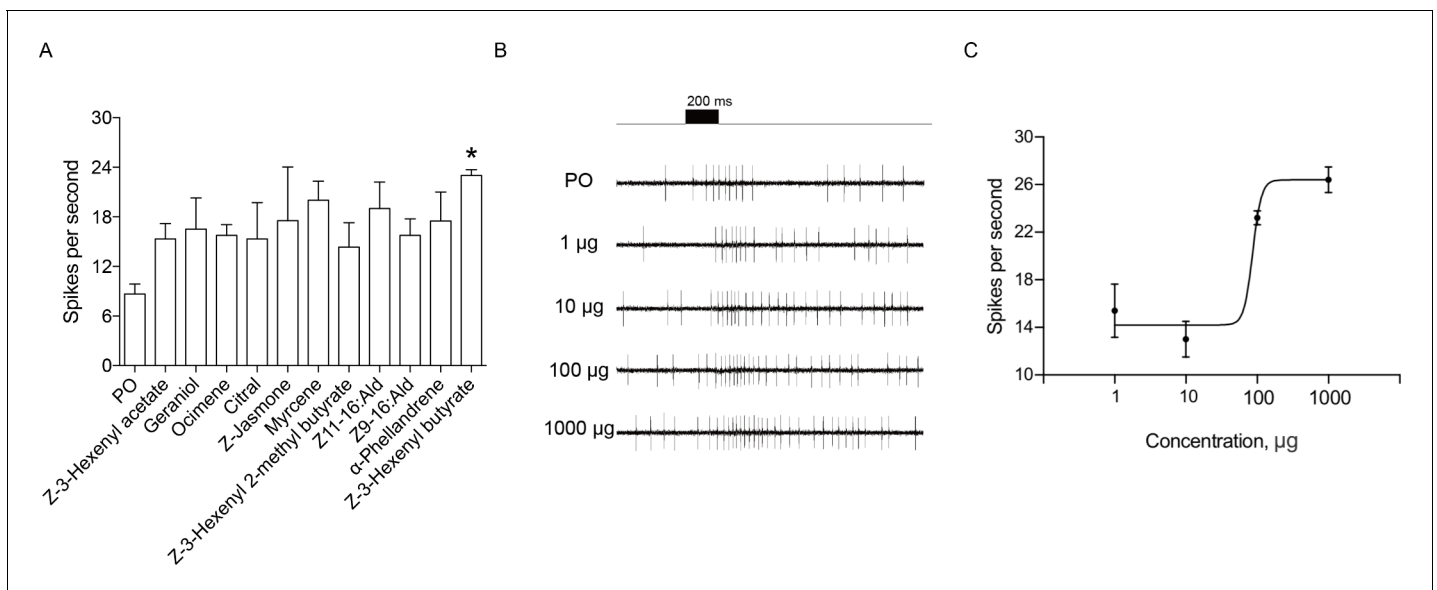 A
Spikes per second
30
24
18
12
6
0
*
PO
Z-3-Hexenyl acetate
Geraniol
Ocimene
Citral
Z-Jasmone
Myrcene
Z-3-Hexenyl 2-methyl butyrate
Z11-16:Ald
Z9-16:Ald
α-Phellandrene
Z-3-Hexenyl butyrate
B
200 ms
PO
1 µg
10 µg
100 µg
1000 µg
C
Spikes per second
30
26
22
18
14
10
1 10 100 1000
Concentration, µg